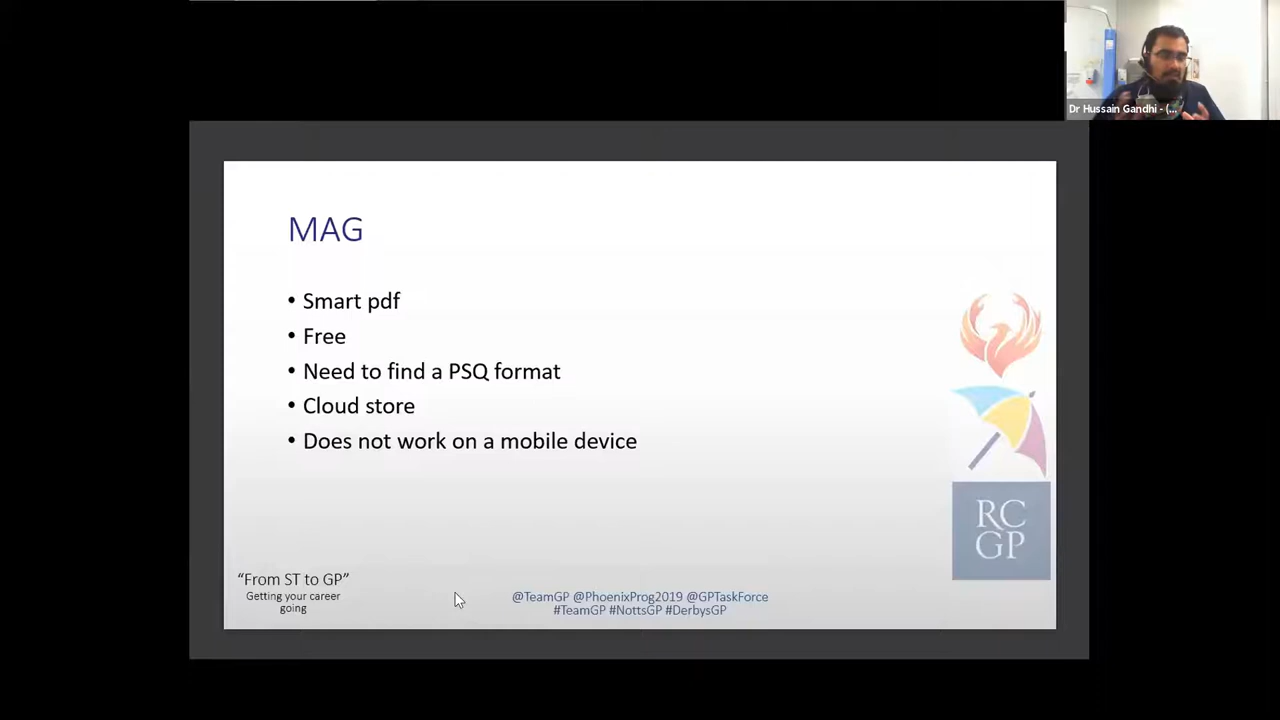 Dr Hussain Gandhi - (...
MAG
• Smart pdf
• Free
• Need to find a PSQ format
• Cloud store
• Does not work on a mobile device
RC
GP
“From ST to GP”
Getting your career
going
@TeamGP @PhoenixProg2019 @GPTaskForce
#TeamGP #NottsGP #DerbysGP